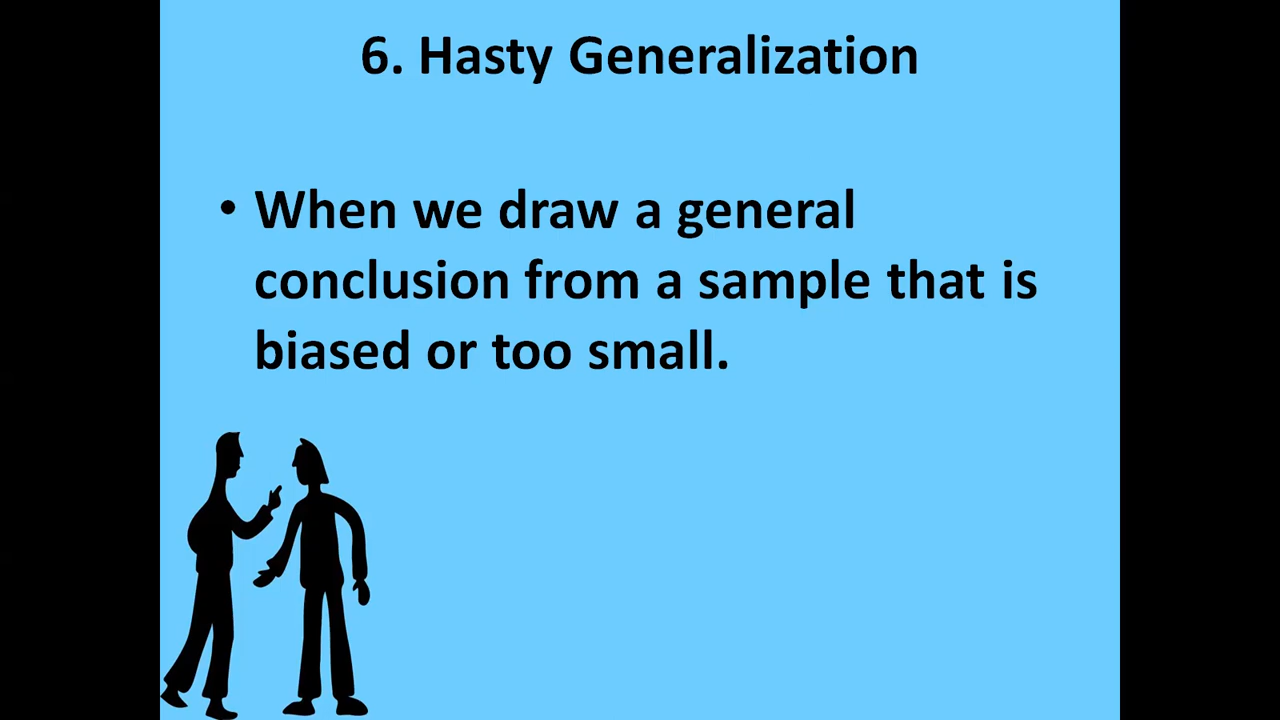 6. Hasty Generalization
• When we draw a general
conclusion from a sample that is
biased or too small.